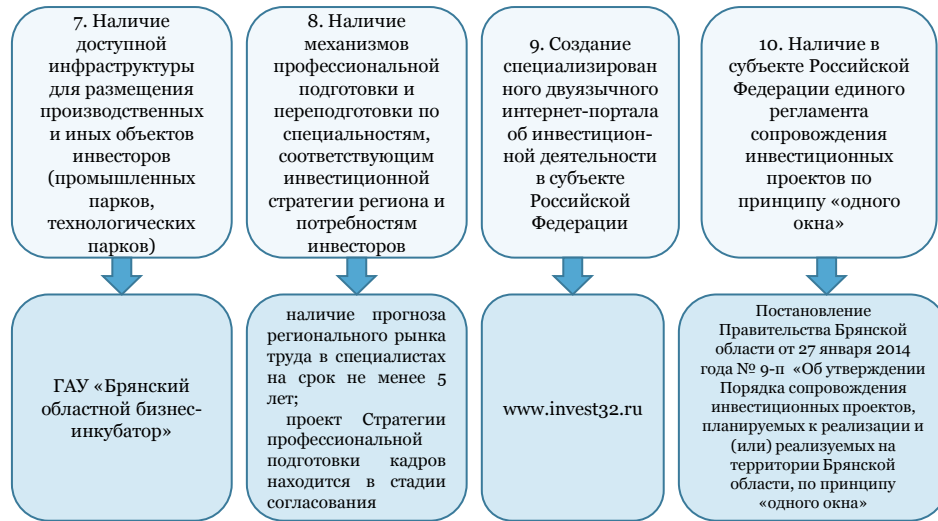 7. Наличие
доступной
инфраструктуры
для размещения
производственных
и иных объектов
инвесторов
(промышленных
парков,
технологических
парков)
8. Наличие
механизмов
профессиональной
подготовки и
переподготовки по
специальностям,
соответствующим
инвестиционной
стратегии региона и
потребностям
инвесторов
9. Создание
специализирован
ного двуязычного
интернет-портала
об инвестицион-
ной деятельности
в субъекте
Российской
Федерации
10. Наличие в
субъекте Российской
Федерации единого
регламента
сопровождения
инвестиционных
проектов по
принципу «одного
окна»
ГАУ «Брянский
областной бизнес-
инкубатор»
наличие прогноза
регионального рынка
труда в специалистах
на срок не менее 5
лет;
проект Стратегии
профессиональной
подготовки кадров
находится в стадии
согласования
www.invest32.ru
Постановление
Правительства Брянской
области от 27 января 2014
года № 9-п «Об утверждении
Порядка сопровождения
инвестиционных проектов,
планируемых к реализации и
(или) реализуемых на
территории Брянской
области, по принципу
«одного окна»